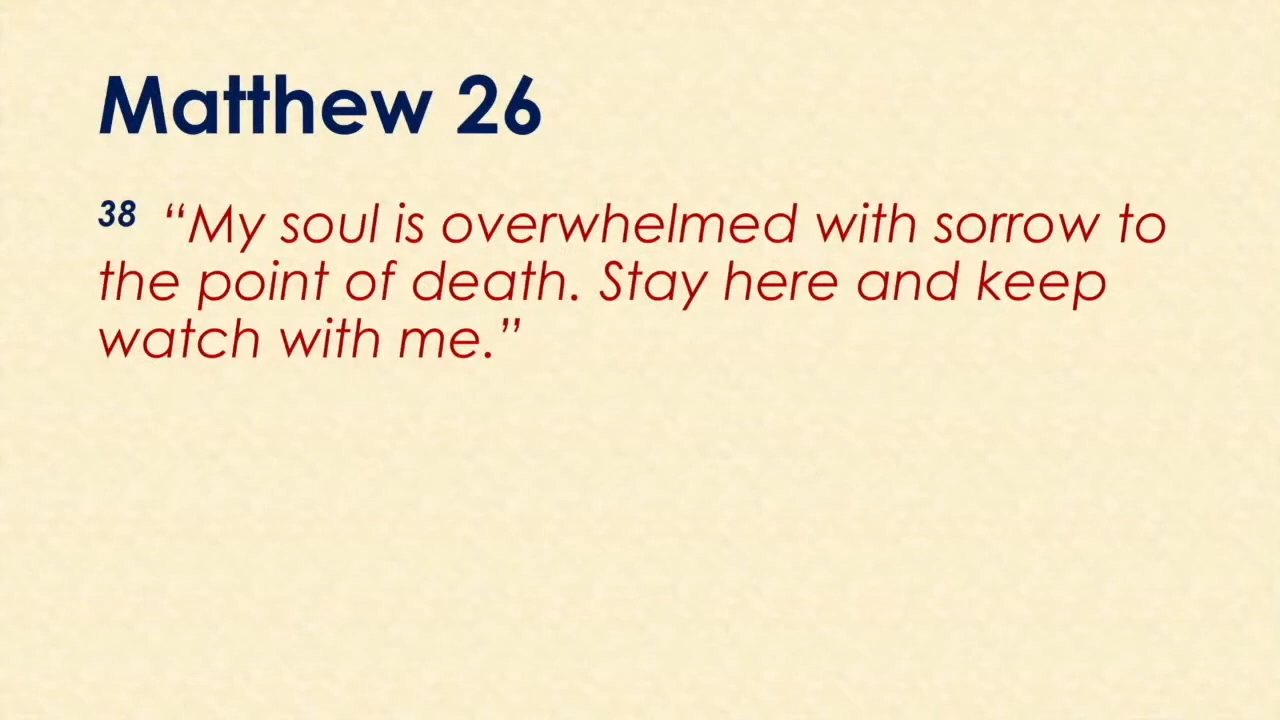 Matthew 26
38 “My soul is overwhelmed with sorrow to
the point of death. Stay here and keep
watch with me.”